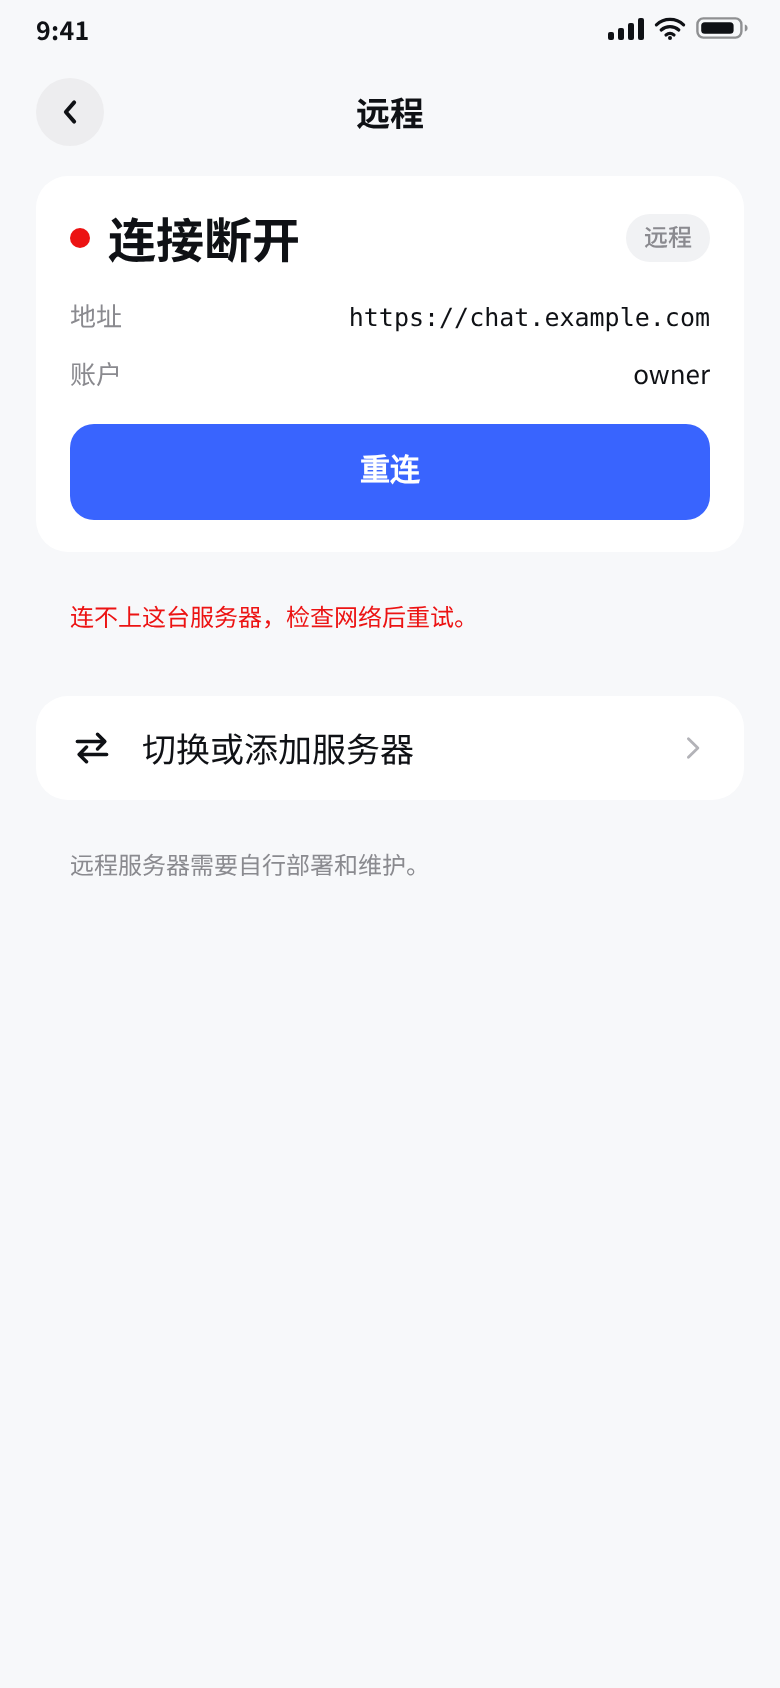 9:41
远程
连接断开
远程
地址
https://chat.example.com
账户
owner
重连
连不上这台服务器，检查网络后重试。
切换或添加服务器
远程服务器需要自行部署和维护。